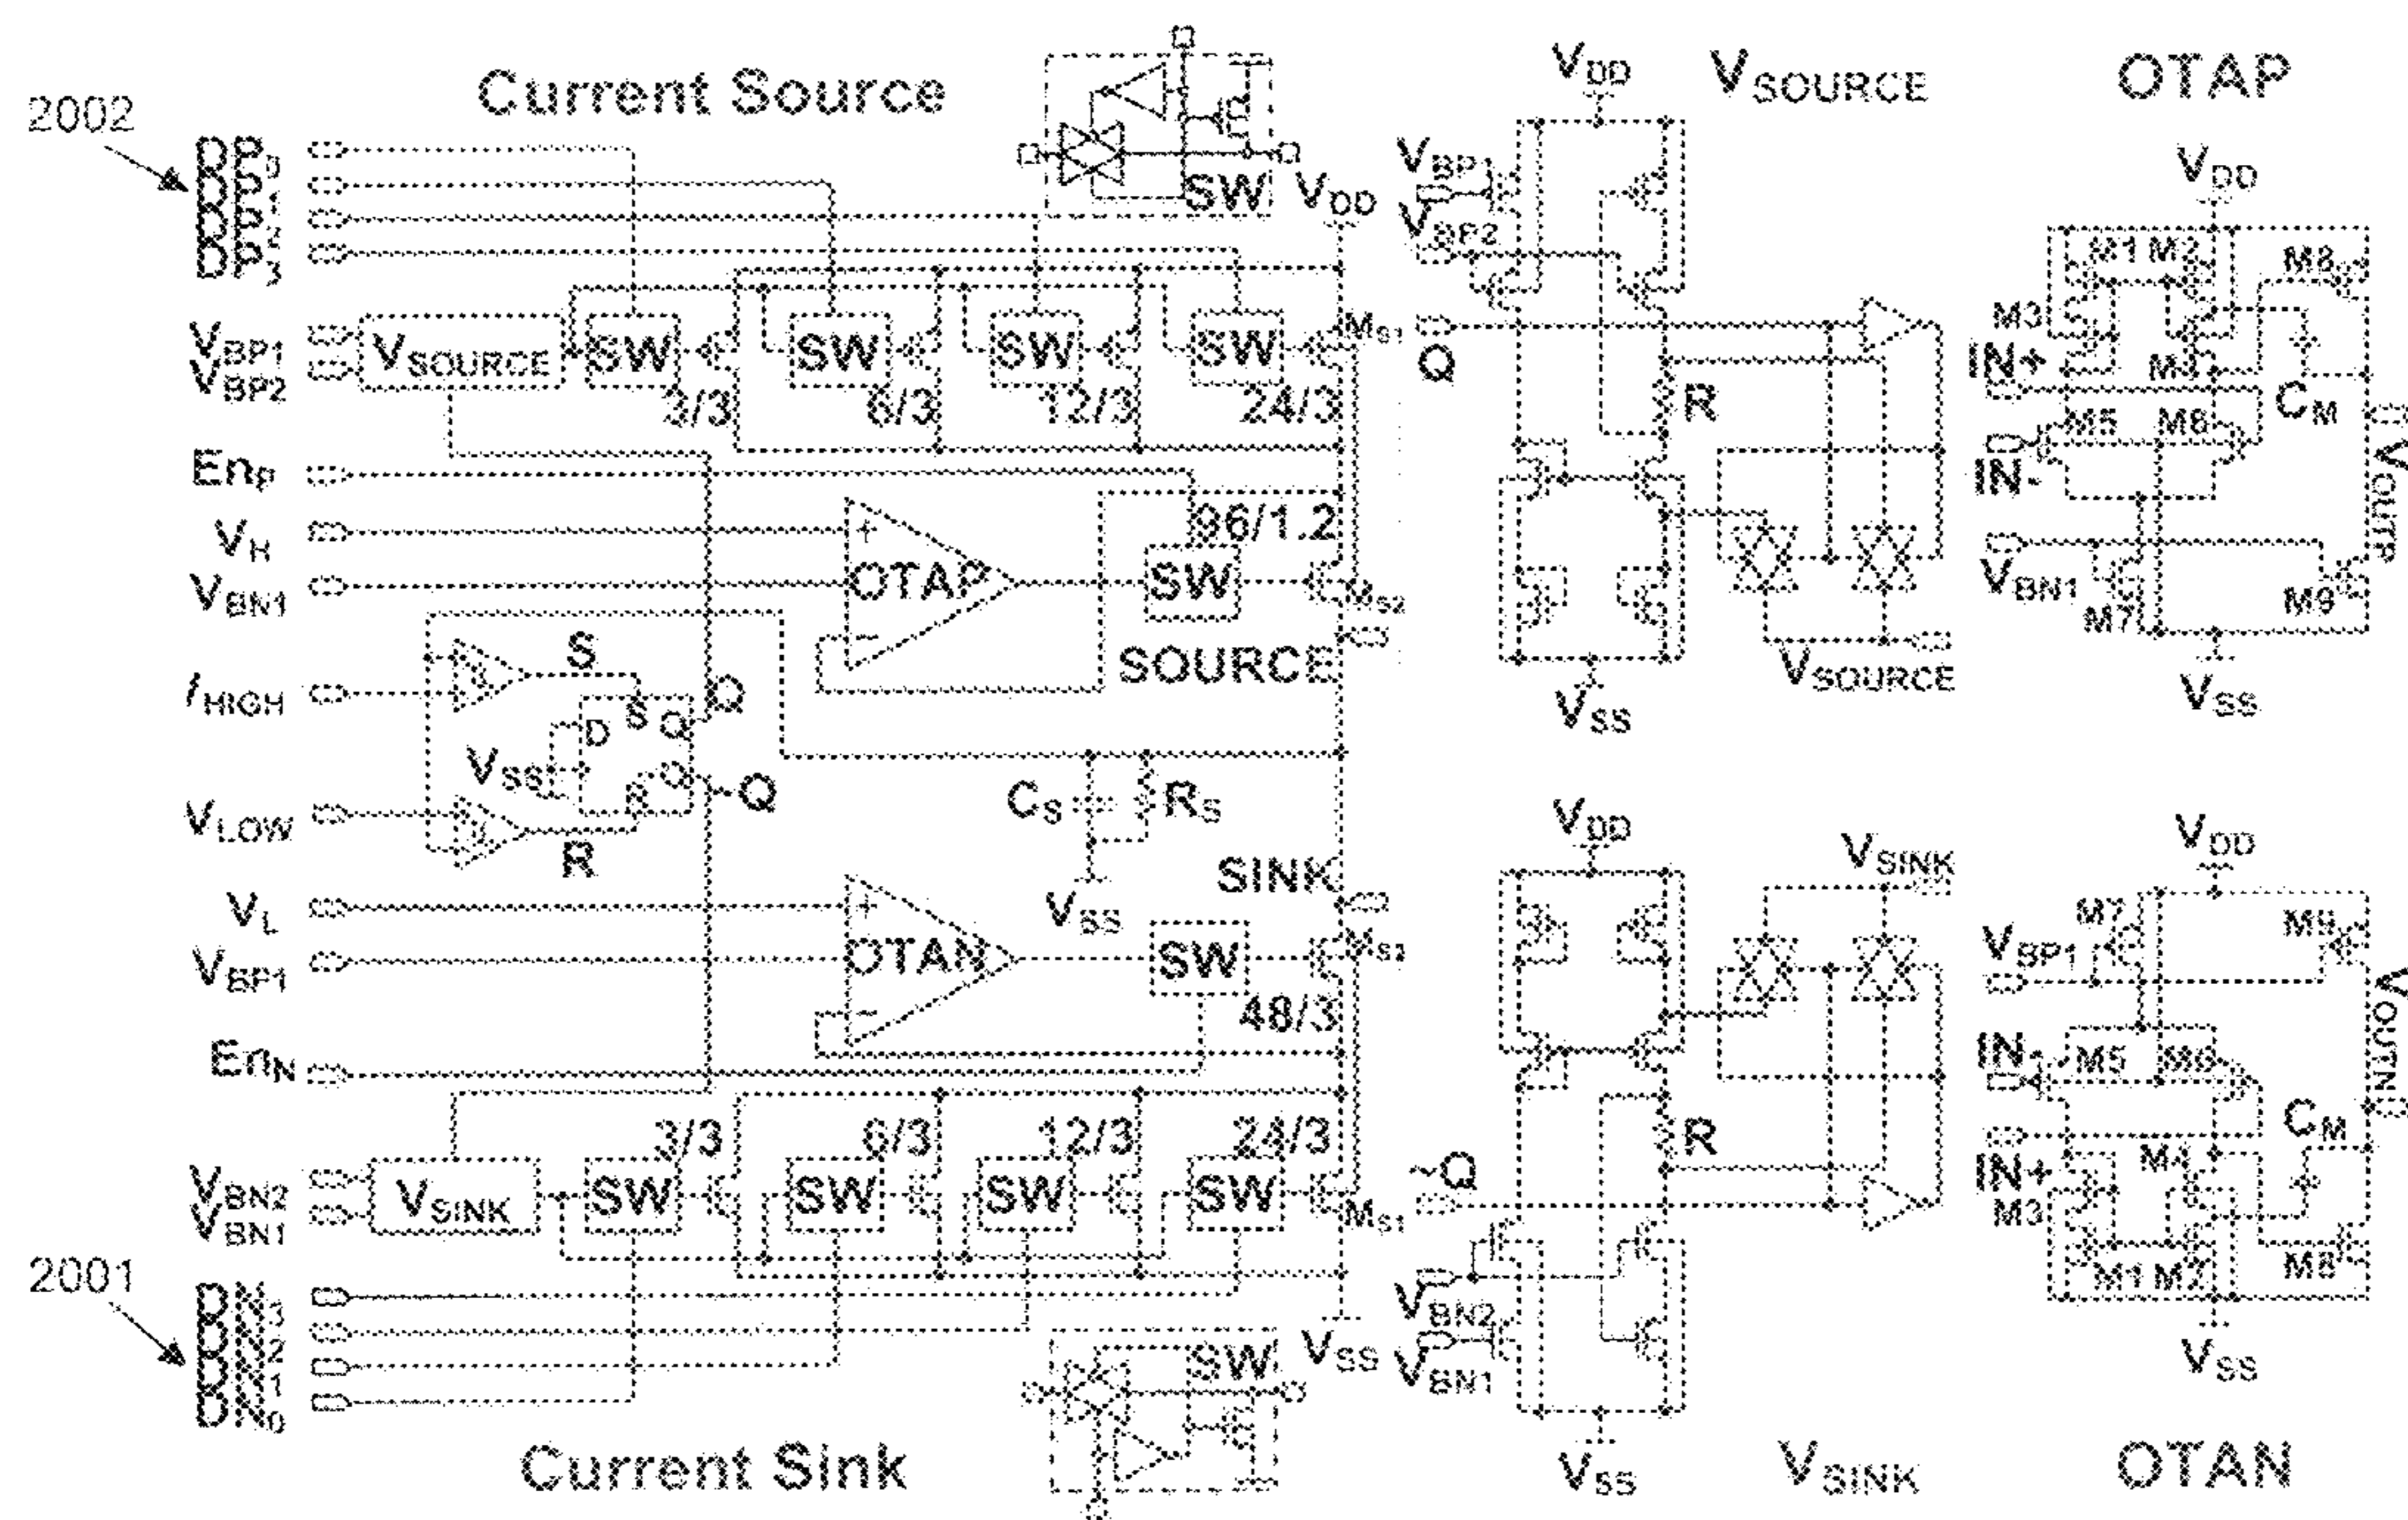 Current Source
2002
DP0
DP1
DP2
DP3
SW
VDD
VBP1
VBP2
VSOURCE
SW
SW
SW
SW
MS1
3/3
6/3
12/3
24/3
EnP
VH
VBN1
+
OTAP
−
96/1.2
SW
MS2
SOURCE
IHIGH
S
S
Q
Q
D
VSS
R
Q
~Q
VLOW
R
CS
RS
VSS
SINK
VL
VBP1
+
OTAN
−
SW
MS2
48/3
EnN
3/3
6/3
12/3
24/3
VBN2
VBN1
VSINK
SW
SW
SW
SW
MS1
2001
DN3
DN2
DN1
DN0
VSS
SW
Current Sink
VDD
VSOURCE
VBP1
VBP2
Q
R
VSOURCE
VSS
OTAP
VDD
M1
M2
M8
M3
IN+
M4
CM
M5
M6
IN-
VOUTP
VBN1
M7
M9
VSS
VDD
VSINK
R
~Q
VBN2
VBN1
VSS
VSINK
VDD
M7
M9
VBP1
VOUTN
IN-
M5
M6
CM
IN+
M4
M3
M1
M2
M8
VSS
OTAN